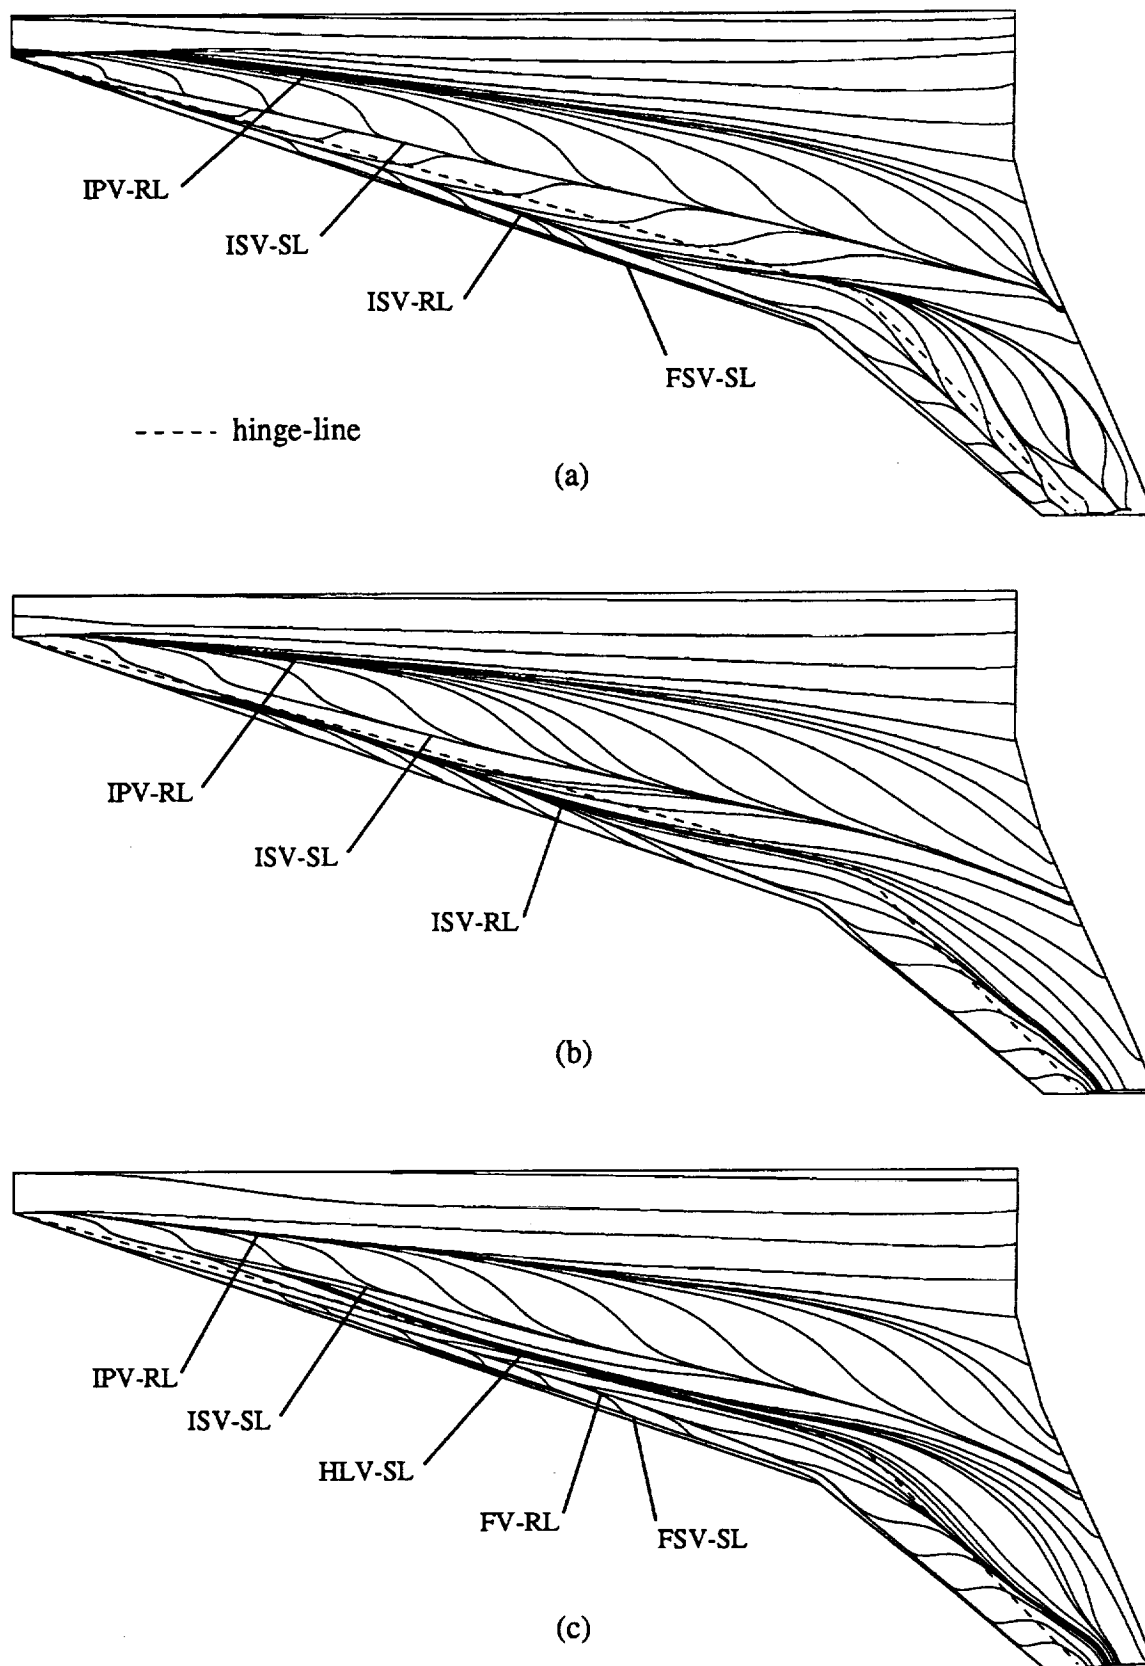 IPV-RL
ISV-SL
ISV-RL
FSV-SL
----- hinge-line
(a)
IPV-RL
ISV-SL
ISV-RL
(b)
IPV-RL
ISV-SL
HLV-SL
FV-RL
FSV-SL
(c)